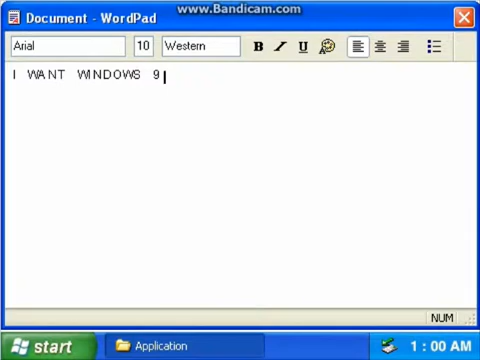 www.Bandicam.com
Document - WordPad
Arial 10 Western B I U
I WANT WINDOWS 9
NUM
start Application 1:00 AM